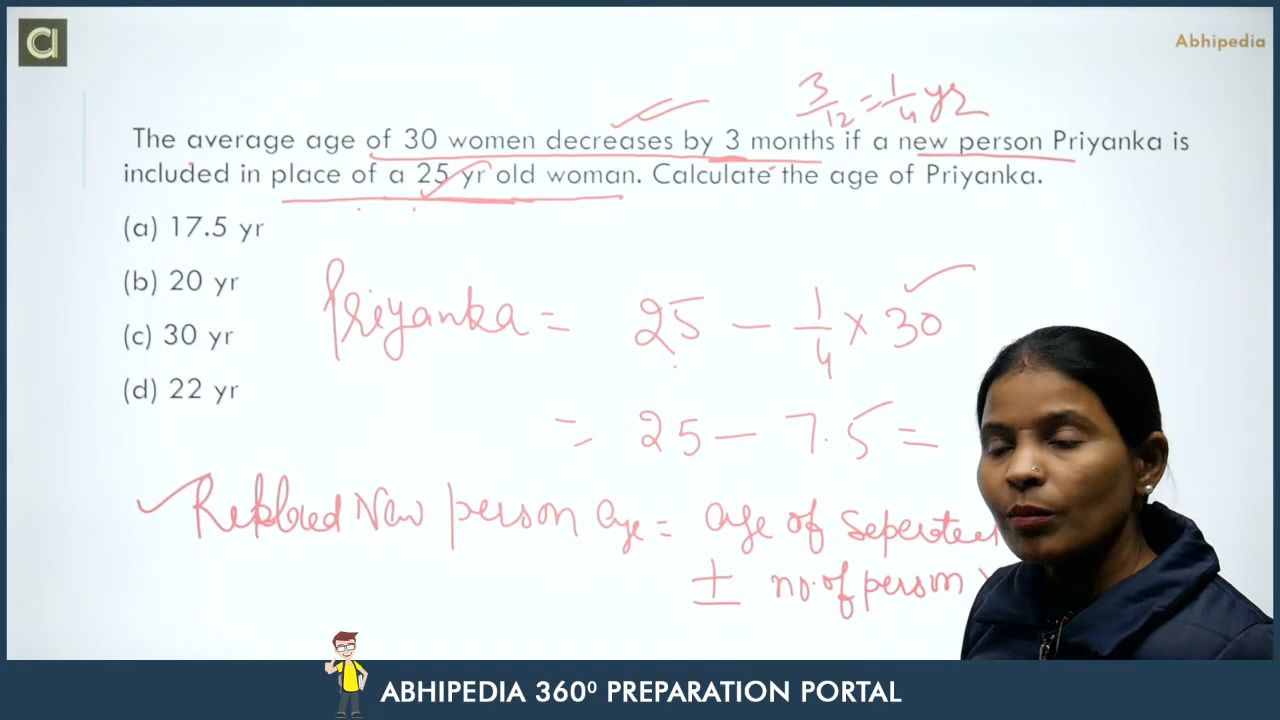 Abhipedia
3/12 = 1/4 yr
The average age of 30 women decreases by 3 months if a new person Priyanka is
included in place of a 25 yr old woman. Calculate the age of Priyanka.
(a) 17.5 yr
(b) 20 yr
(c) 30 yr
(d) 22 yr
Priyanka = 25 - 1/4 × 30
= 25 - 7.5 =
New person age = age of
± no. of person ×
ABHIPEDIA 360⁰ PREPARATION PORTAL